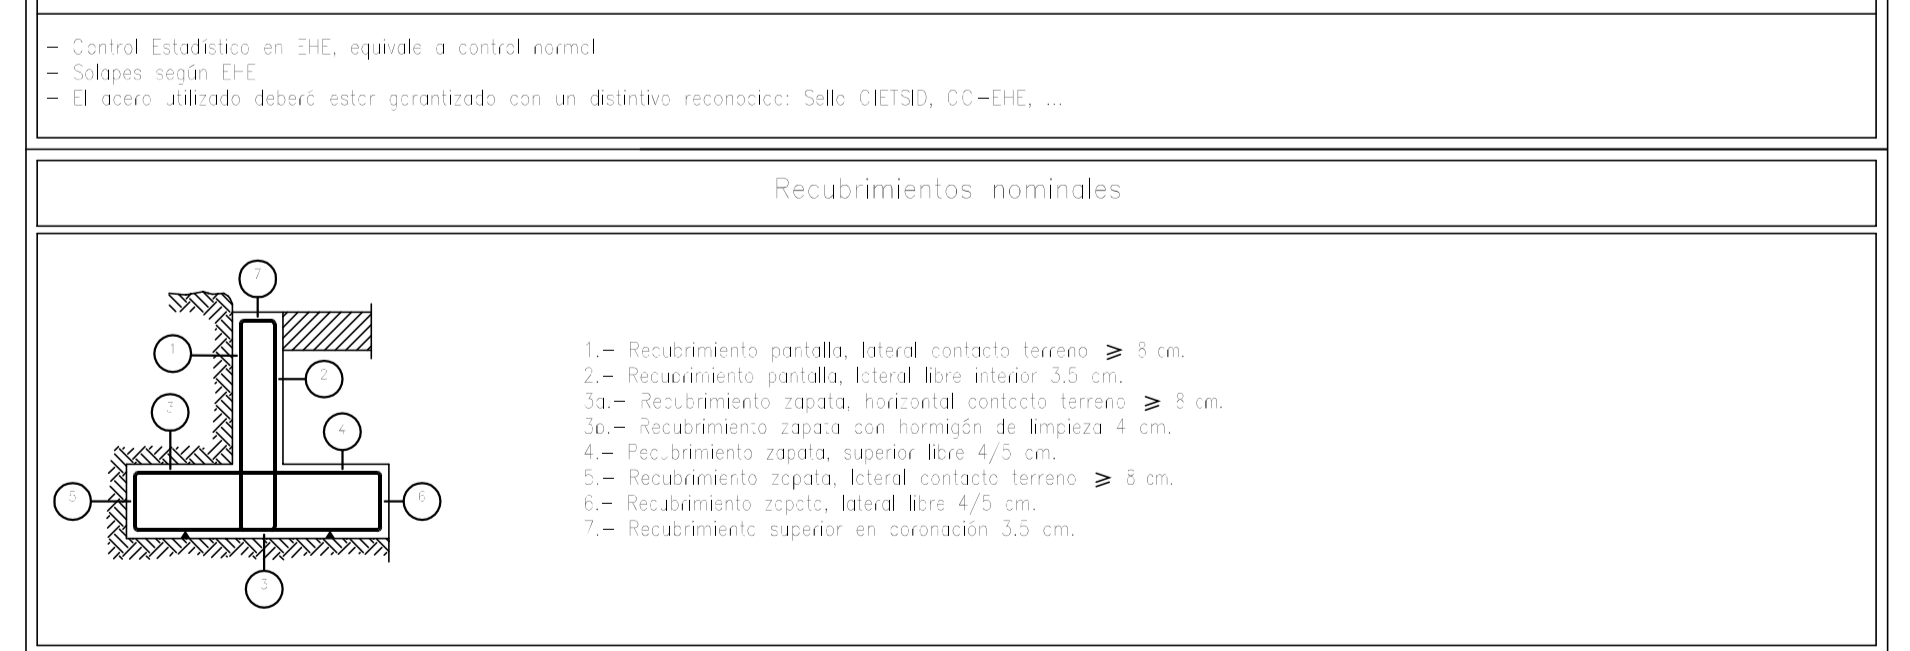 - Control Estadístico en EHE, equivale a control normal
- Solapes según EHE
- El acero utilizado deberá estar garantizado con un distintivo reconocido: Sello CIETSID, CC-EHE, ...
Recubrimientos nominales
7
1
2
3
4
5
6
3
1.- Recubrimiento pantalla, lateral contacto terreno ⩾ 8 cm.
2.- Recubrimiento pantalla, lateral libre interior 3.5 cm.
3a.- Recubrimiento zapata, horizontal contacto terreno ⩾ 8 cm.
3b.- Recubrimiento zapata con hormigón de limpieza 4 cm.
4.- Recubrimiento zapata, superior libre 4/5 cm.
5.- Recubrimiento zapata, lateral contacto terreno ⩾ 8 cm.
6.- Recubrimiento zapata, lateral libre 4/5 cm.
7.- Recubrimiento superior en coronación 3.5 cm.